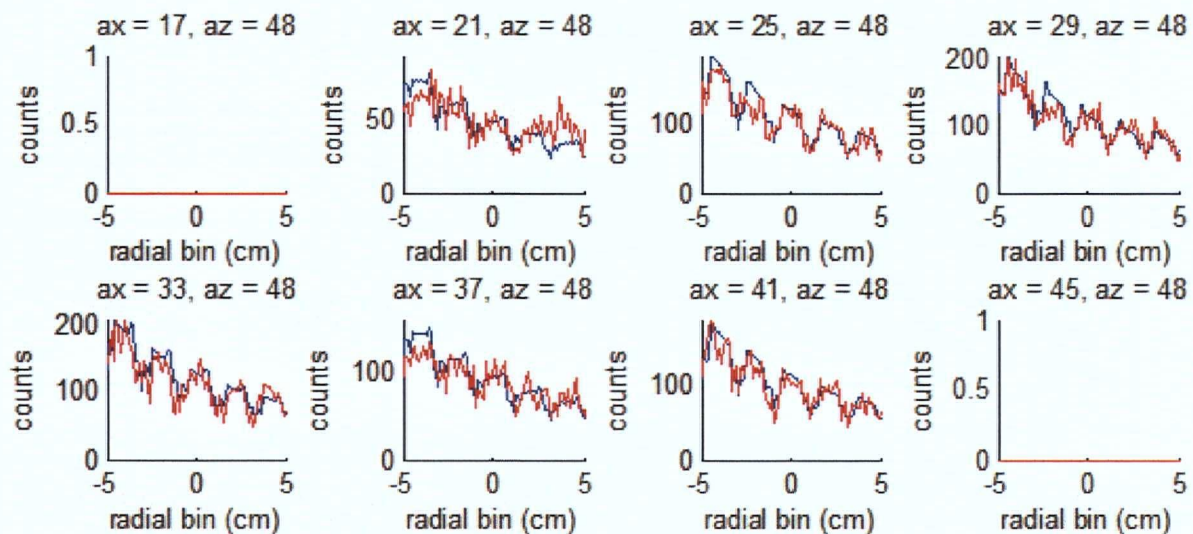 ax = 17, az = 48 ax = 21, az = 48 ax = 25, az = 48 ax = 29, az = 48
counts 1 0.5 0 counts 50 0 counts 100 0 counts 200 100 0
-5 0 5 -5 0 5 -5 0 5 -5 0 5
radial bin (cm) radial bin (cm) radial bin (cm) radial bin (cm)
ax = 33, az = 48 ax = 37, az = 48 ax = 41, az = 48 ax = 45, az = 48
counts 200 100 0 counts 100 0 counts 100 0 counts 1 0.5 0
-5 0 5 -5 0 5 -5 0 5 -5 0 5
radial bin (cm) radial bin (cm) radial bin (cm) radial bin (cm)